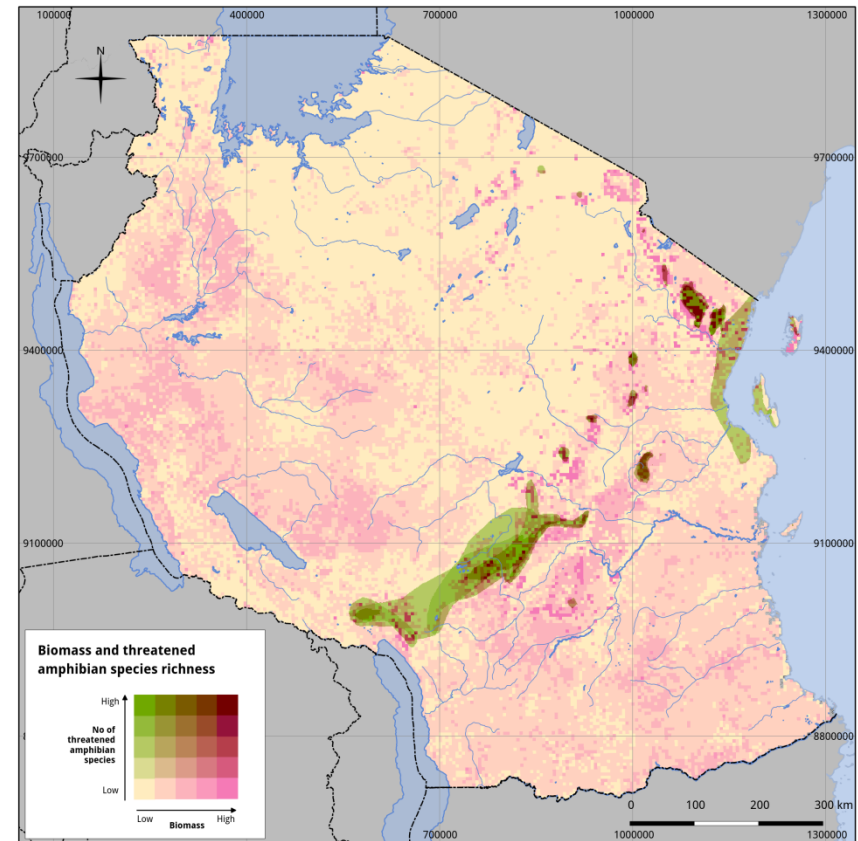 100000
400000
700000
1000000
1300000
N
9700000
9700000
9400000
9400000
9100000
9100000
Biomass and threatened
amphibian species richness
High
No of
threatened
amphibian
species
Low
Low
High
Biomass
8800000
0
100
200
300 km
700000
1000000
1300000